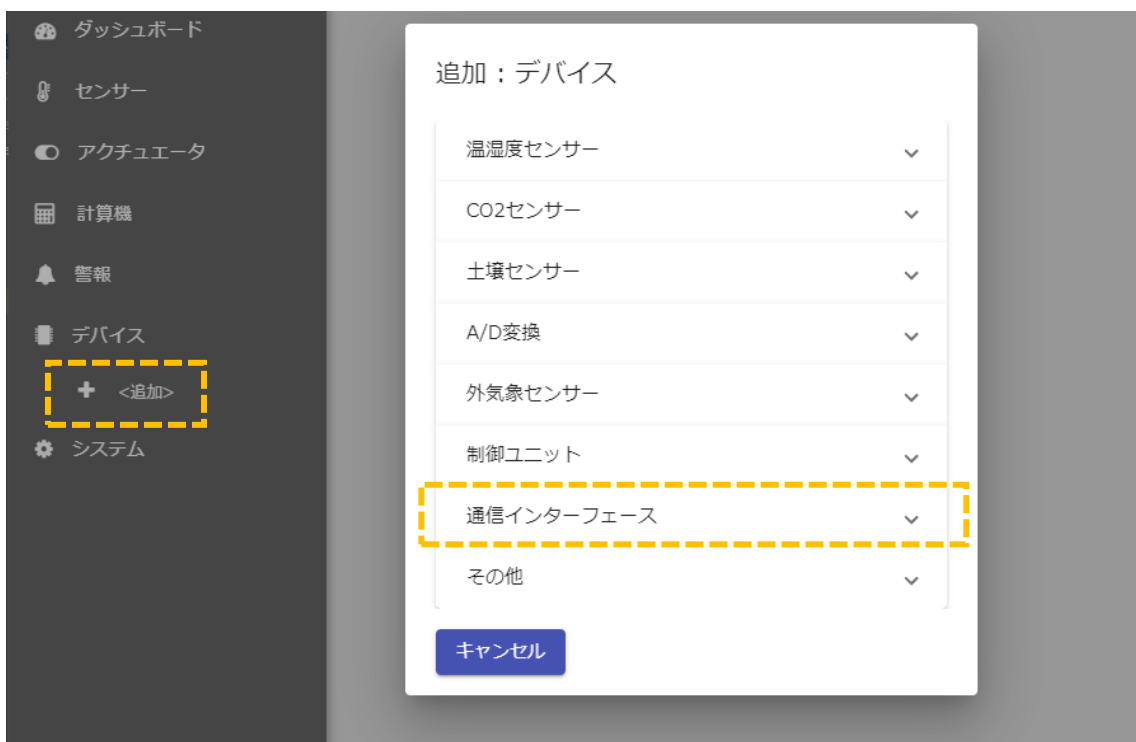 ダッシュボード
センサー
アクチュエータ
計算機
警報
デバイス
<追加>
システム
追加：デバイス
温湿度センサー
CO2センサー
土壌センサー
A/D変換
外気象センサー
制御ユニット
通信インターフェース
その他
キャンセル